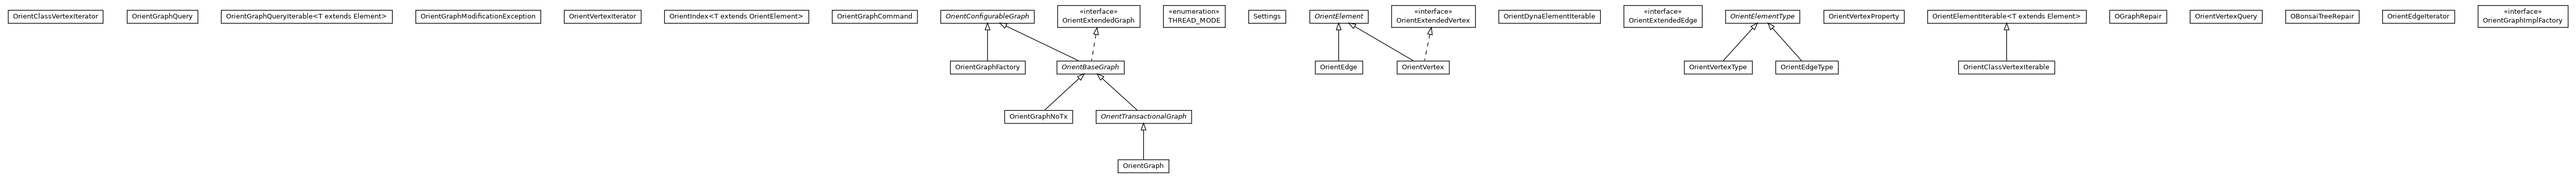 OrientClassVertexIterator
OrientGraphQuery
OrientGraphQueryIterable<T extends Element>
OrientGraphModificationException
OrientVertexIterator
OrientIndex<T extends OrientElement>
OrientGraphCommand
OrientConfigurableGraph
«interface»
OrientExtendedGraph
«enumeration»
THREAD_MODE
Settings
OrientElement
«interface»
OrientExtendedVertex
OrientDynaElementIterable
«interface»
OrientExtendedEdge
OrientElementType
OrientVertexProperty
OrientElementIterable<T extends Element>
OGraphRepair
OrientVertexQuery
OBonsaiTreeRepair
OrientEdgeIterator
«interface»
OrientGraphImplFactory
OrientGraphFactory
OrientBaseGraph
OrientEdge
OrientVertex
OrientVertexType
OrientEdgeType
OrientClassVertexIterable
OrientGraphNoTx
OrientTransactionalGraph
OrientGraph